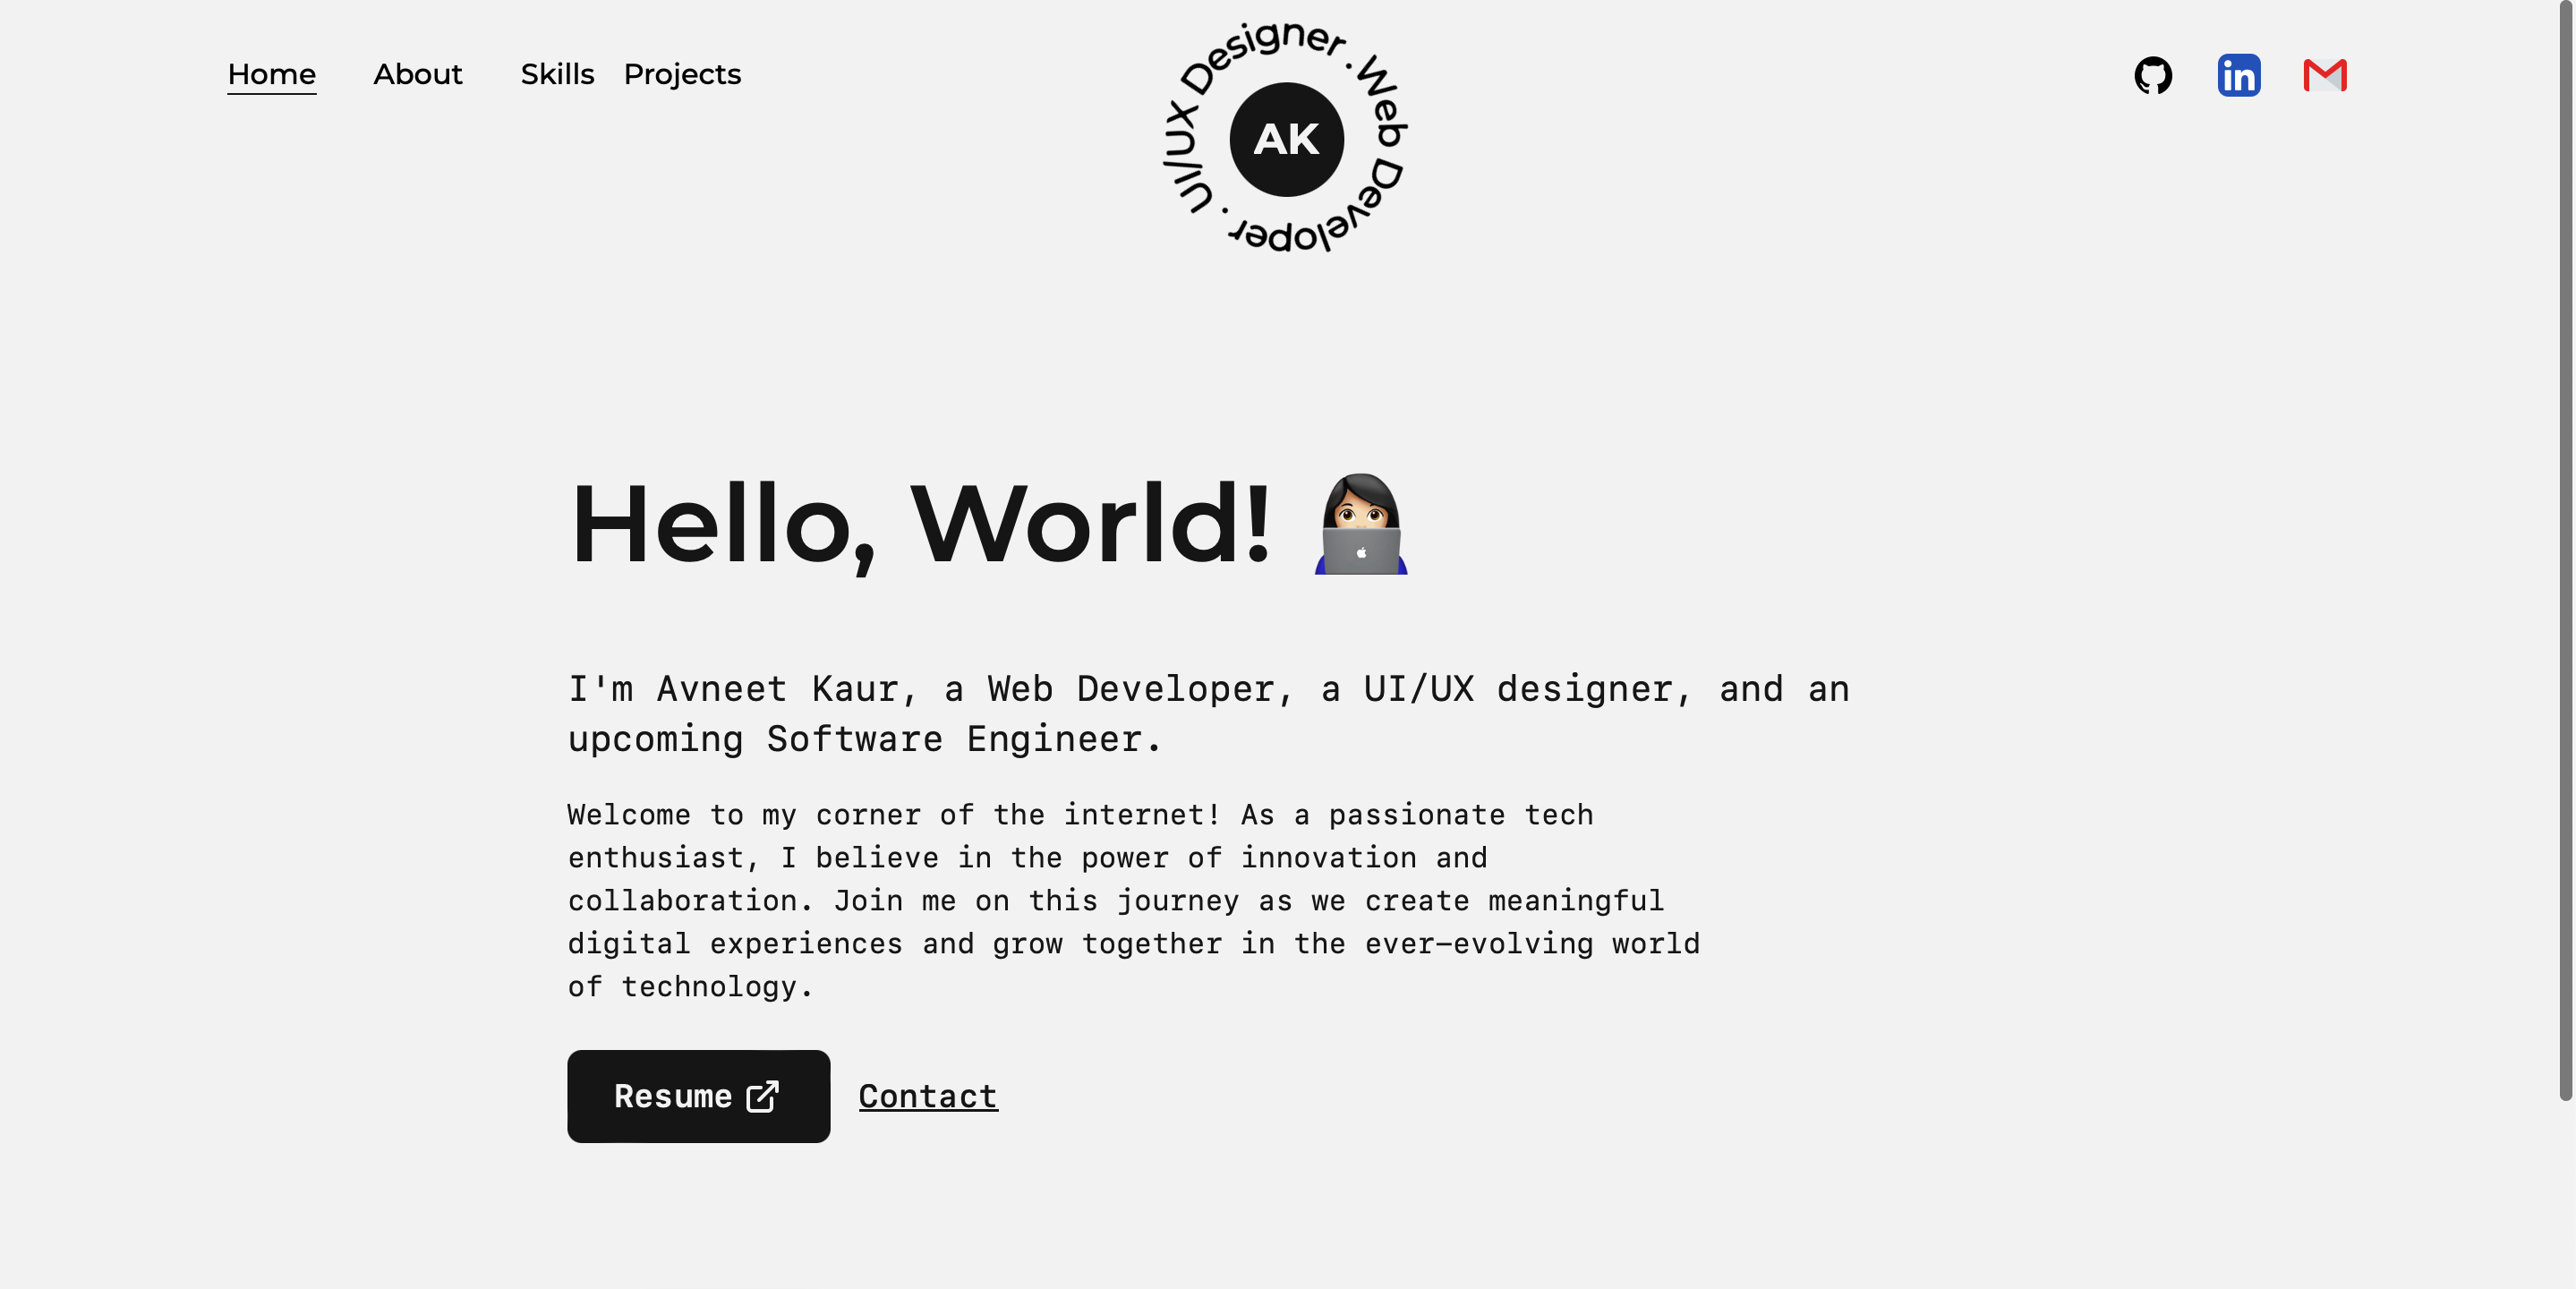 Home About Skills Projects
UI/UX Designer . Web Developer .
AK
in
Hello, World!
I'm Avneet Kaur, a Web Developer, a UI/UX designer, and an
upcoming Software Engineer.
Welcome to my corner of the internet! As a passionate tech
enthusiast, I believe in the power of innovation and
collaboration. Join me on this journey as we create meaningful
digital experiences and grow together in the ever-evolving world
of technology.
Resume Contact